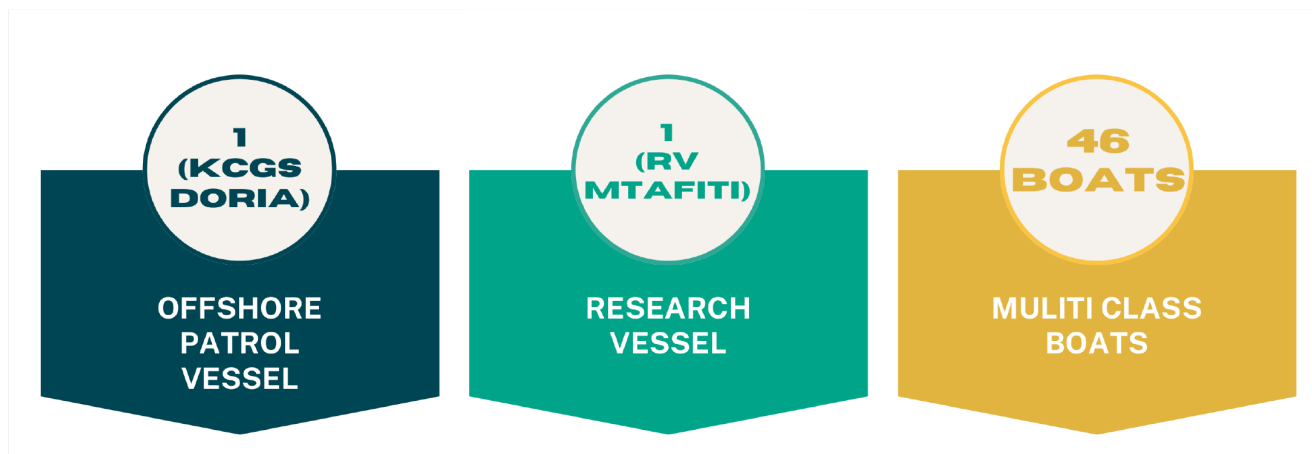 1
(KCGS
DORIA)
OFFSHORE
PATROL
VESSEL
1
(RV
MTAFITI)
RESEARCH
VESSEL
46
BOATS
MULITI CLASS
BOATS